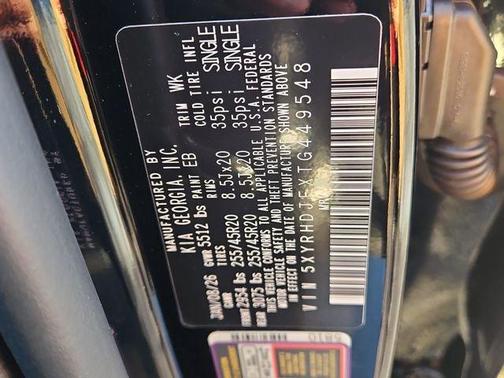 MANUFACTURED BY
KIA GEORGIA, INC.
/08/26 GVWR 5512 lbs PAINT EB TRIM WK
GAWR TIRES RIMS COLD TIRE INFL
2954 lbs 255/45R20 8.5Jx20 35psi SINGLE
3075 lbs 255/45R20 8.5Jx20 35psi SINGLE
THIS VEHICLE CONFORMS TO ALL APPLICABLE U.S.A. FEDERAL
MOTOR VEHICLE SAFETY AND THEFT PREVENTION STANDARDS
IN EFFECT ON THE DATE OF MANUFACTURE SHOWN ABOVE
VIN 5XYRHDJFXTG449548